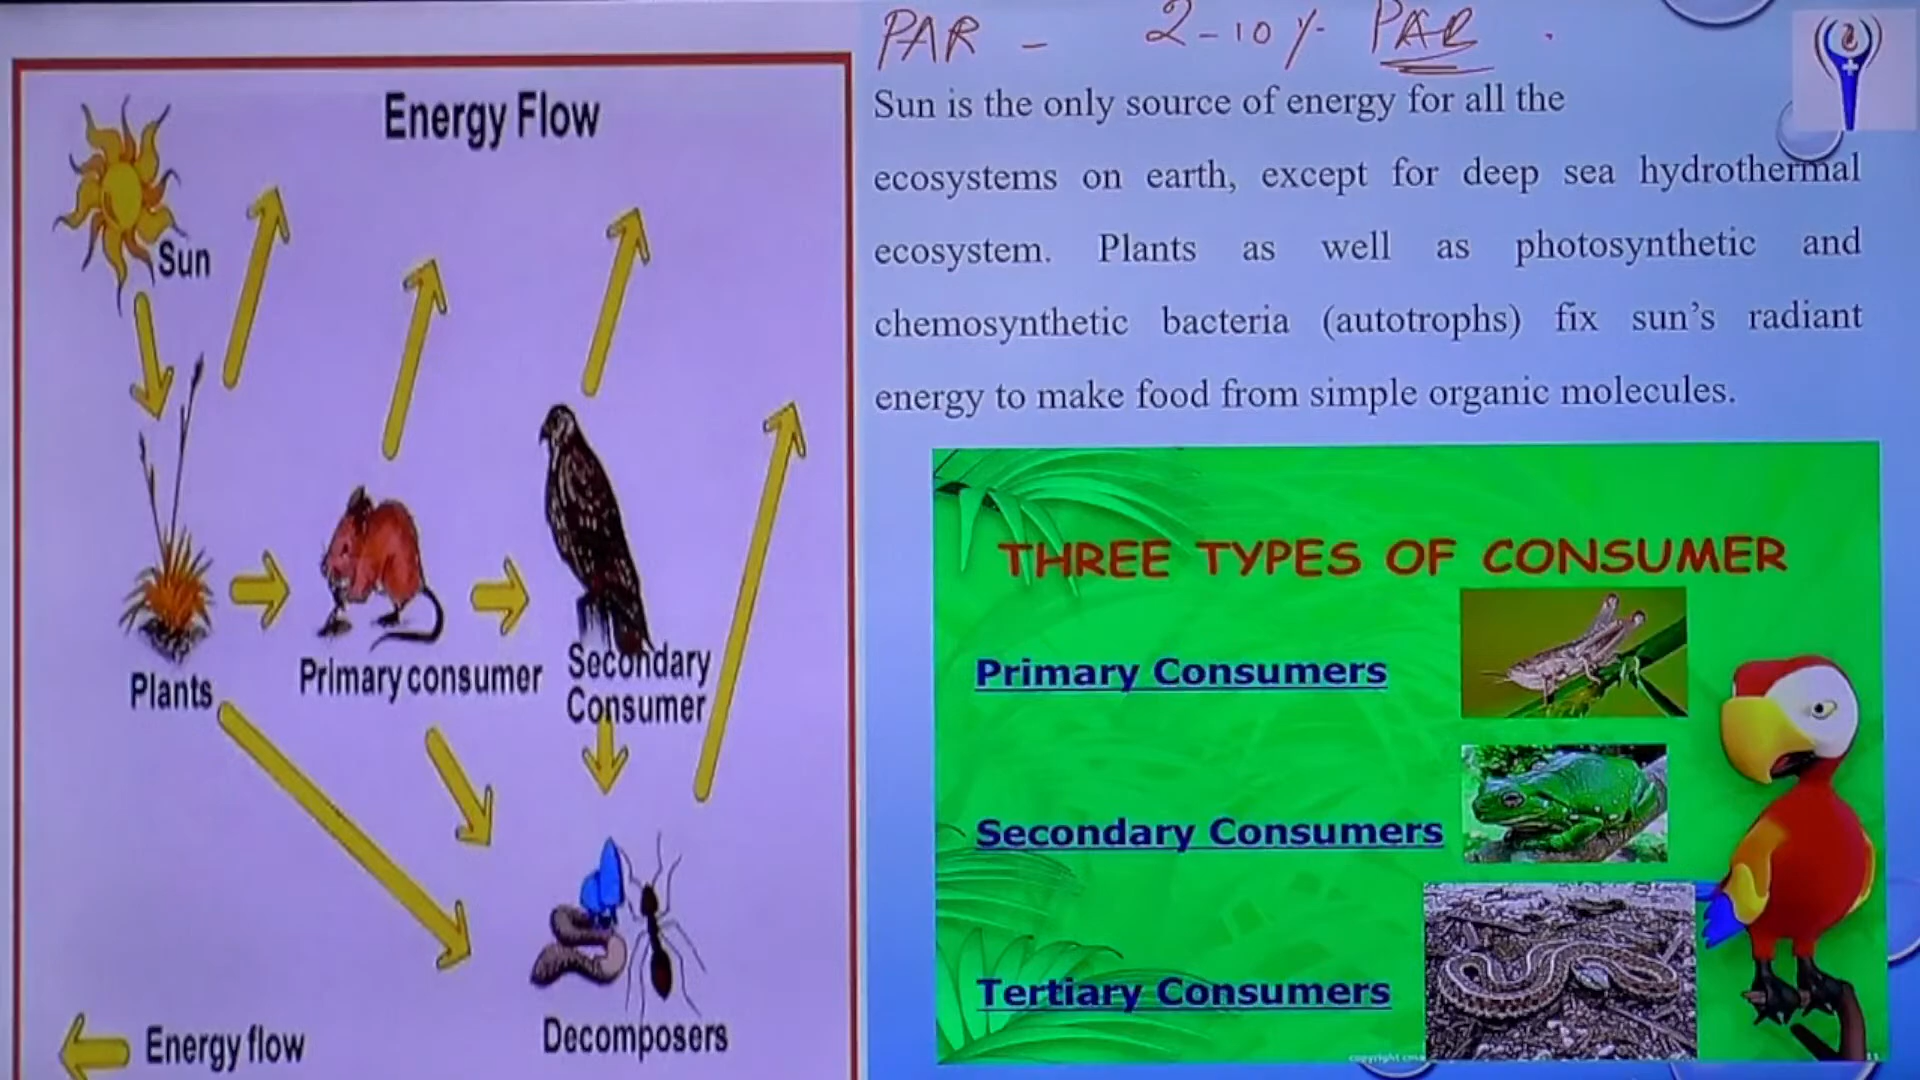 PAR - 2-10% PAR.
Energy Flow
Sun
Plants
Primary consumer
Secondary
Consumer
Decomposers
Energy flow
Sun is the only source of energy for all the
ecosystems on earth, except for deep sea hydrothermal
ecosystem. Plants as well as photosynthetic and
chemosynthetic bacteria (autotrophs) fix sun's radiant
energy to make food from simple organic molecules.
THREE TYPES OF CONSUMER
Primary Consumers
Secondary Consumers
Tertiary Consumers
copyright cma
11